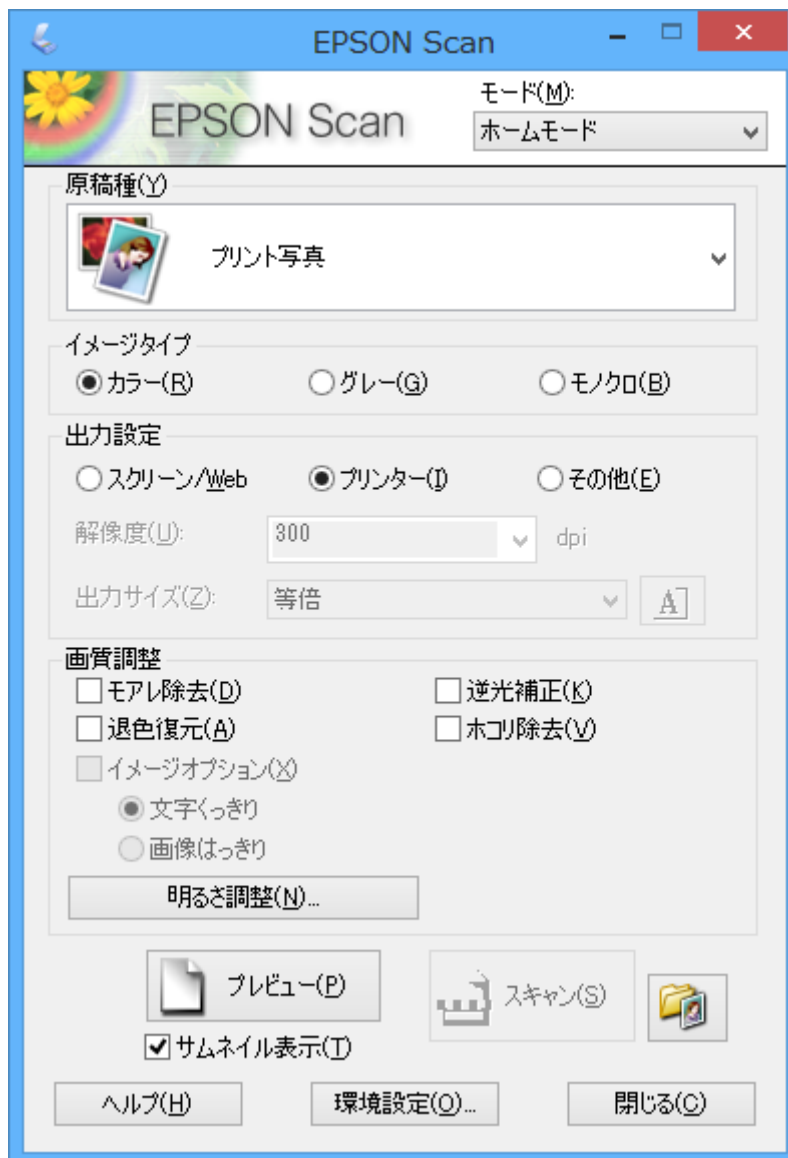 EPSON Scan
EPSON Scan
モード(M):
ホームモード
原稿種(Y)
プリント写真
イメージタイプ
カラー(R) グレー(G) モノクロ(B)
出力設定
スクリーン/Web プリンター(I) その他(E)
解像度(U): 300 dpi
出力サイズ(Z): 等倍 A
画質調整
モアレ除去(D) 逆光補正(K)
退色復元(A) ホコリ除去(V)
イメージオプション(X)
文字くっきり
画像はっきり
明るさ調整(N)...
プレビュー(P) スキャン(S)
サムネイル表示(T)
ヘルプ(H) 環境設定(O)... 閉じる(C)